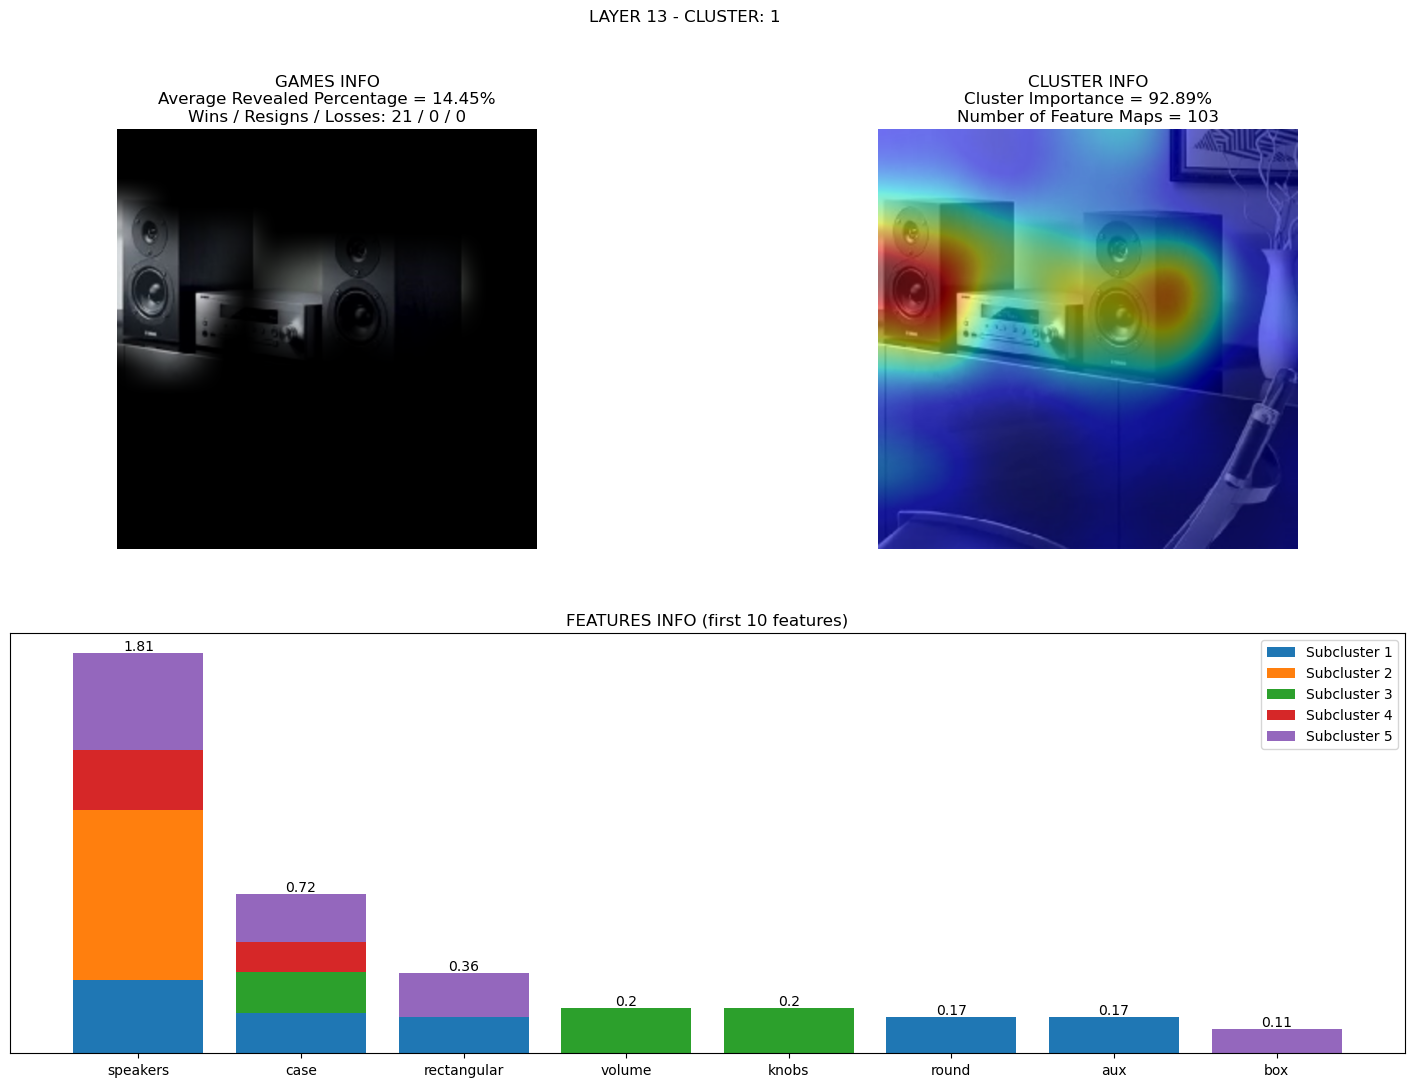 LAYER 13 - CLUSTER: 1
GAMES INFO
Average Revealed Percentage = 14.45%
Wins / Resigns / Losses: 21 / 0 / 0
CLUSTER INFO
Cluster Importance = 92.89%
Number of Feature Maps = 103
FEATURES INFO (first 10 features)
1.81
0.72
0.36
0.2
0.2
0.17
0.17
0.11
Subcluster 1
Subcluster 2
Subcluster 3
Subcluster 4
Subcluster 5
speakers
case
rectangular
volume
knobs
round
aux
box